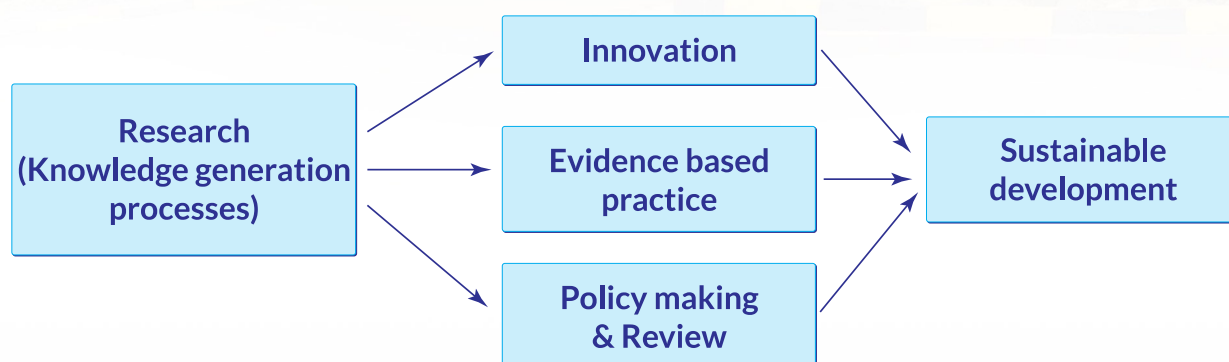 Research
(Knowledge generation
processes)
Innovation
Evidence based
practice
Policy making
& Review
Sustainable
development